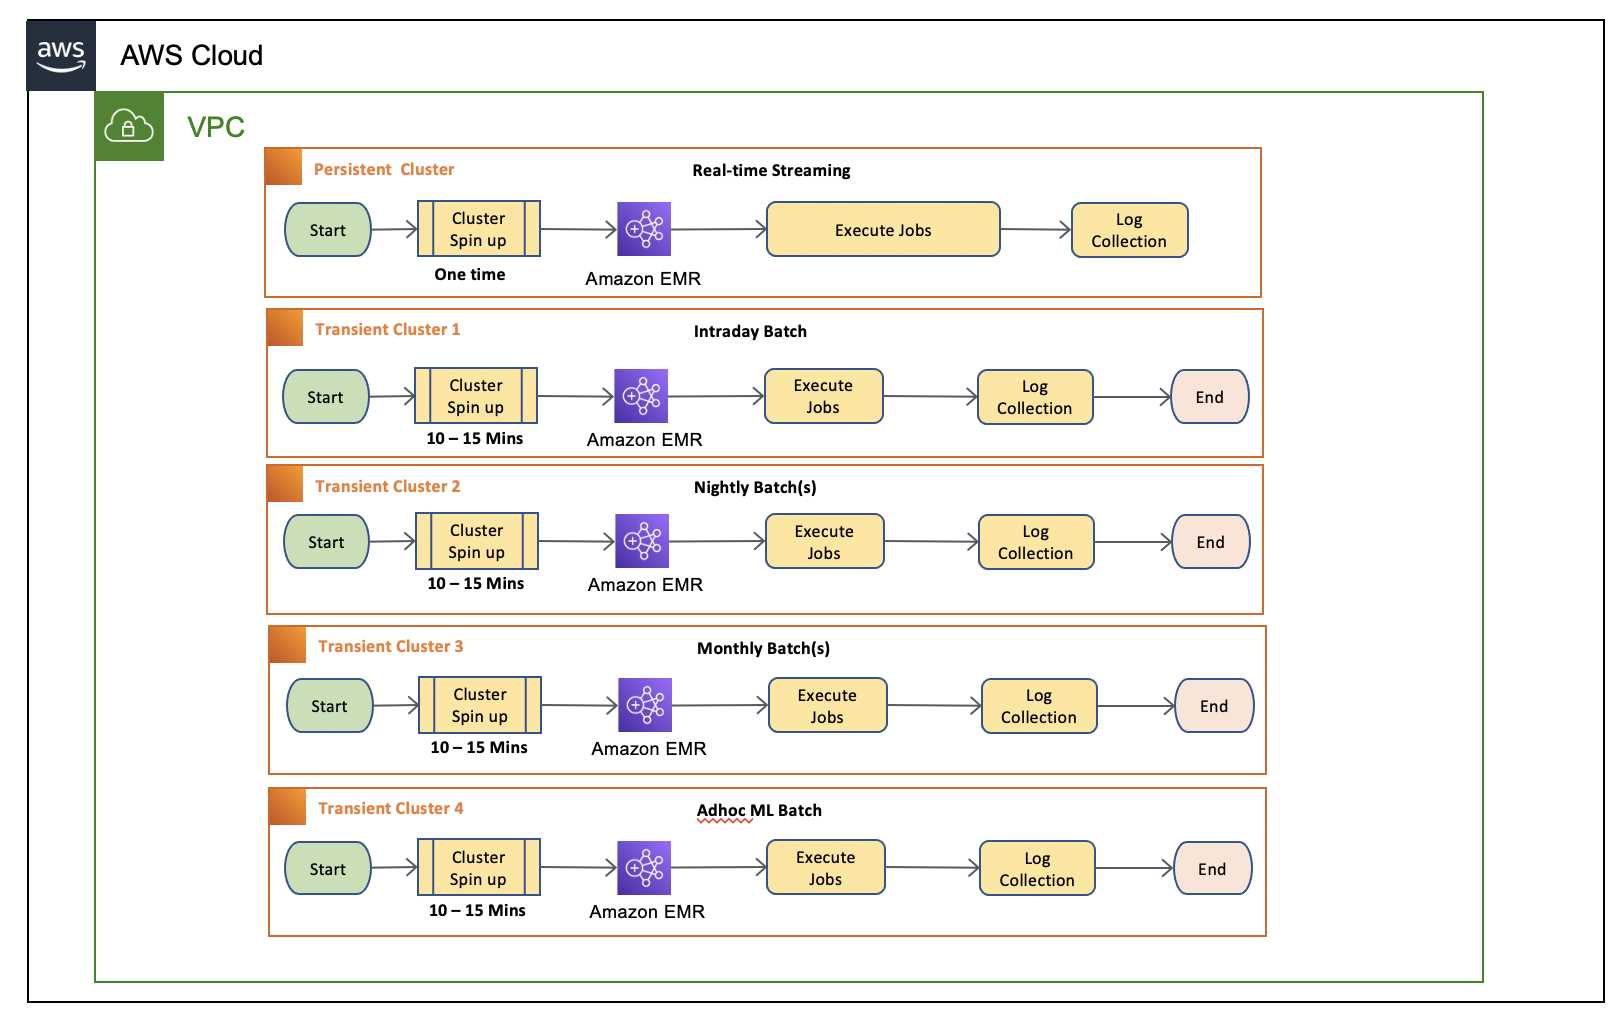 aws
AWS Cloud
VPC
Persistent Cluster
Real-time Streaming
Start
Cluster
Spin up
One time
Amazon EMR
Execute Jobs
Log
Collection
Transient Cluster 1
Intraday Batch
Start
Cluster
Spin up
10 – 15 Mins
Amazon EMR
Execute
Jobs
Log
Collection
End
Transient Cluster 2
Nightly Batch(s)
Start
Cluster
Spin up
10 – 15 Mins
Amazon EMR
Execute
Jobs
Log
Collection
End
Transient Cluster 3
Monthly Batch(s)
Start
Cluster
Spin up
10 – 15 Mins
Amazon EMR
Execute
Jobs
Log
Collection
End
Transient Cluster 4
Adhoc ML Batch
Start
Cluster
Spin up
10 – 15 Mins
Amazon EMR
Execute
Jobs
Log
Collection
End